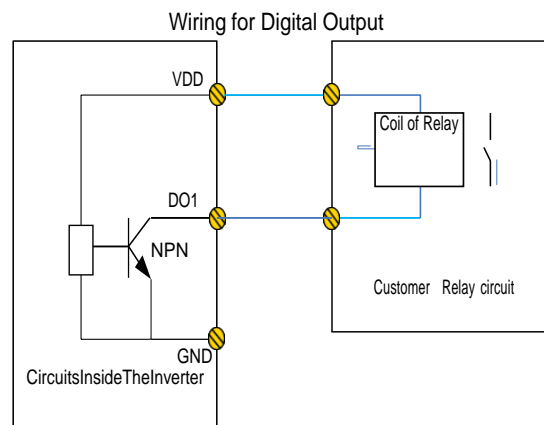 Wiring for Digital Output
VDD
Coil of Relay
DO1
NPN
Customer Relay circuit
GND
CircuitsInsideTheInverter